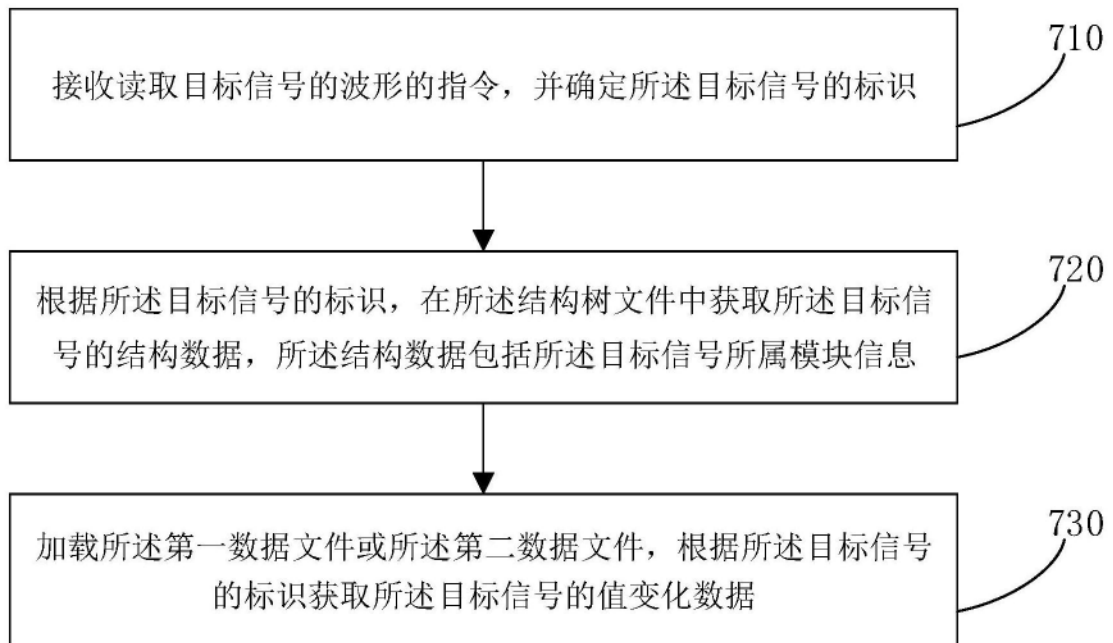 710
接收读取目标信号的波形的指令，并确定所述目标信号的标识
720
根据所述目标信号的标识，在所述结构树文件中获取所述目标信
号的结构数据，所述结构数据包括所述目标信号所属模块信息
730
加载所述第一数据文件或所述第二数据文件，根据所述目标信号
的标识获取所述目标信号的值变化数据